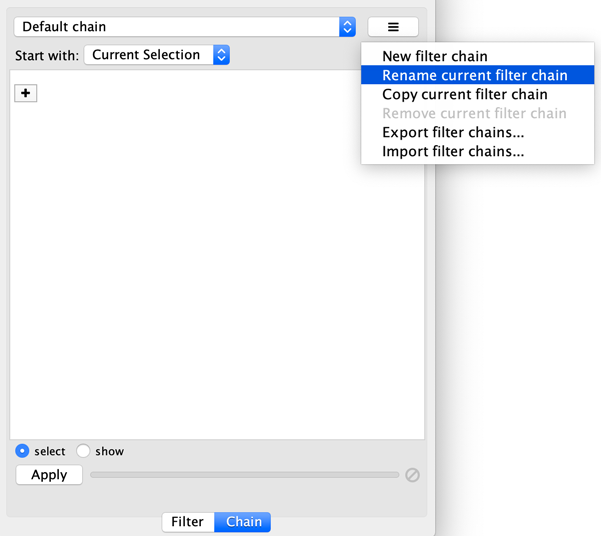 Default chain
Start with: Current Selection
New filter chain
Rename current filter chain
Copy current filter chain
Remove current filter chain
Export filter chains...
Import filter chains...
select show
Apply
Filter Chain